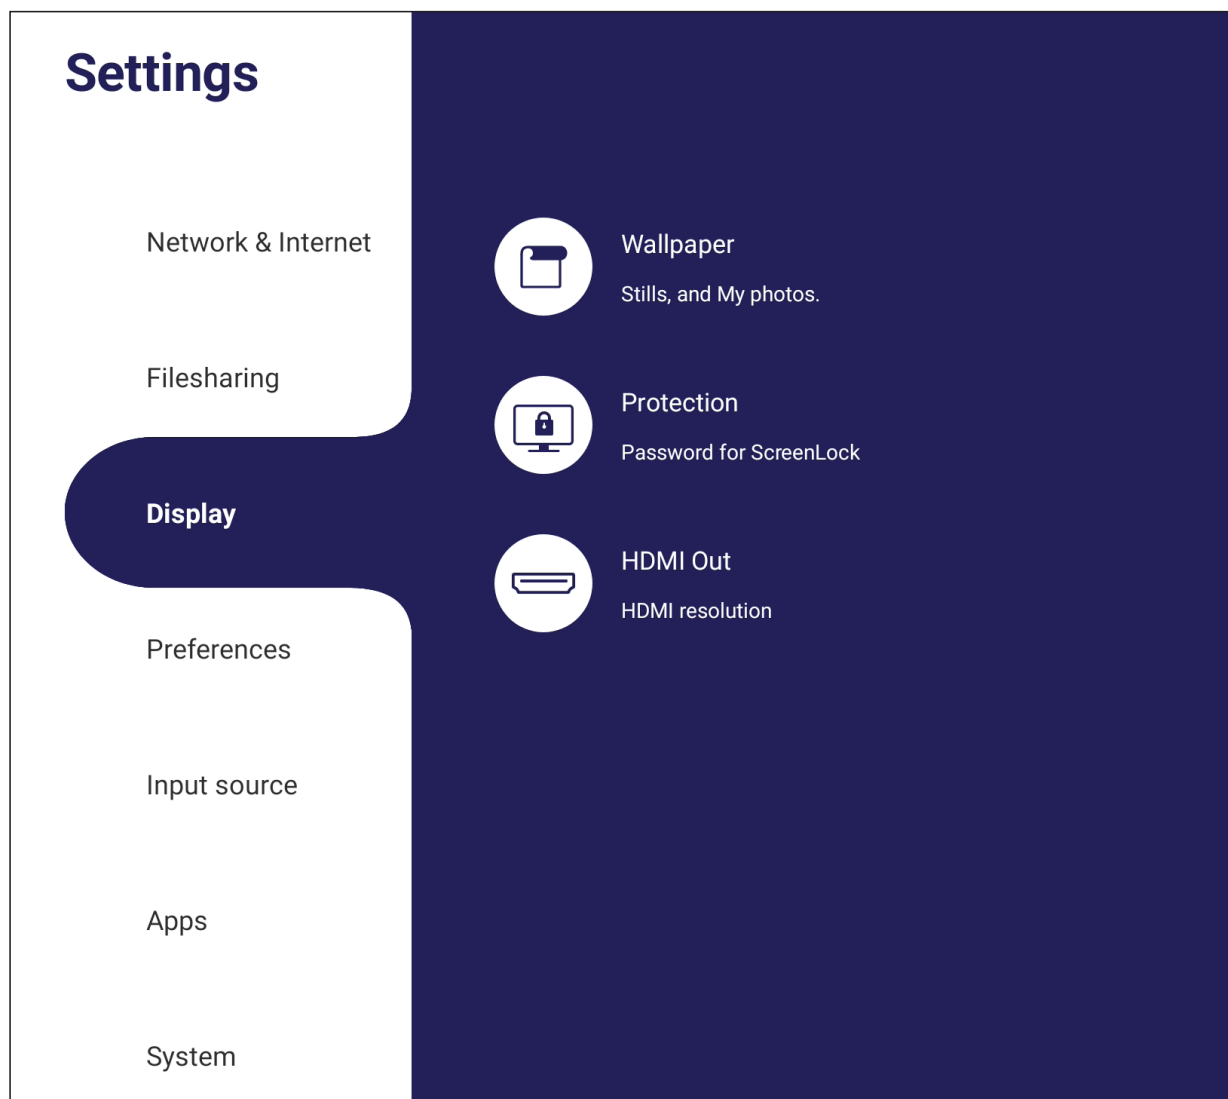 Settings
Network & Internet
Filesharing
Display
Preferences
Input source
Apps
System
Wallpaper
Stills, and My photos.
Protection
Password for ScreenLock
HDMI Out
HDMI resolution